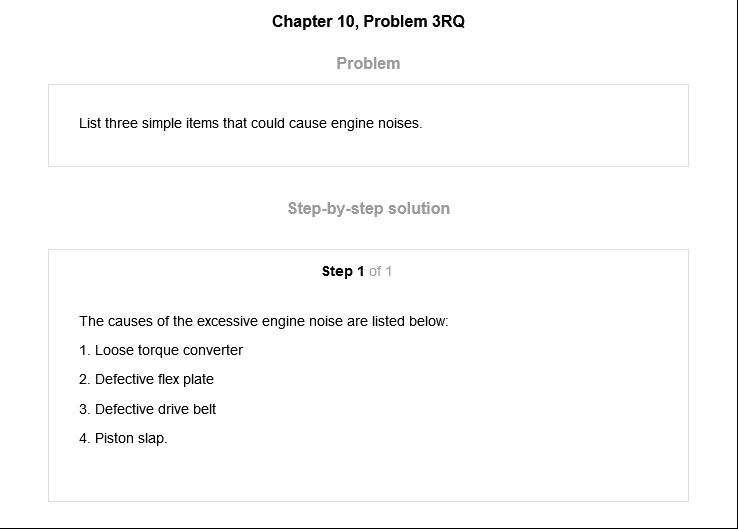 Chapter 10, Problem 3RQ
Problem
List three simple items that could cause engine noises.
Step-by-step solution
Step 1 of 1
The causes of the excessive engine noise are listed below:
1. Loose torque converter
2. Defective flex plate
3. Defective drive belt
4. Piston slap.